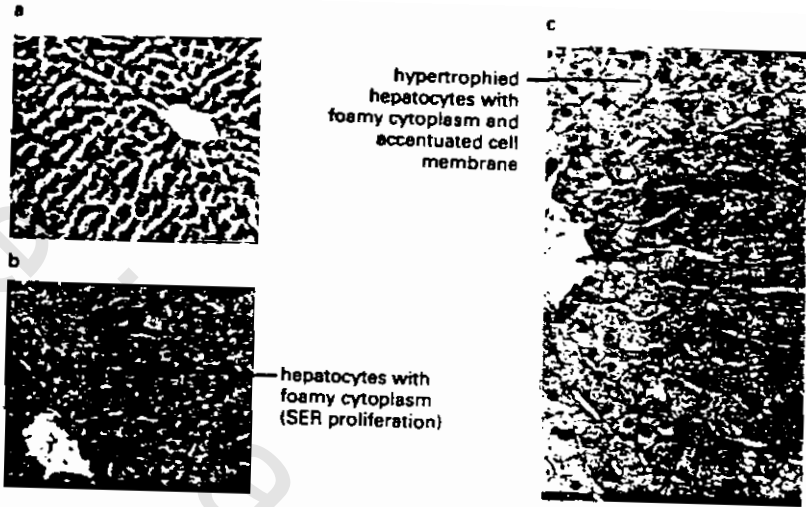 a
c
hypertrophied
hepatocytes with
foamy cytoplasm and
accentuated cell
membrane
b
hepatocytes with
foamy cytoplasm
(SER proliferation)